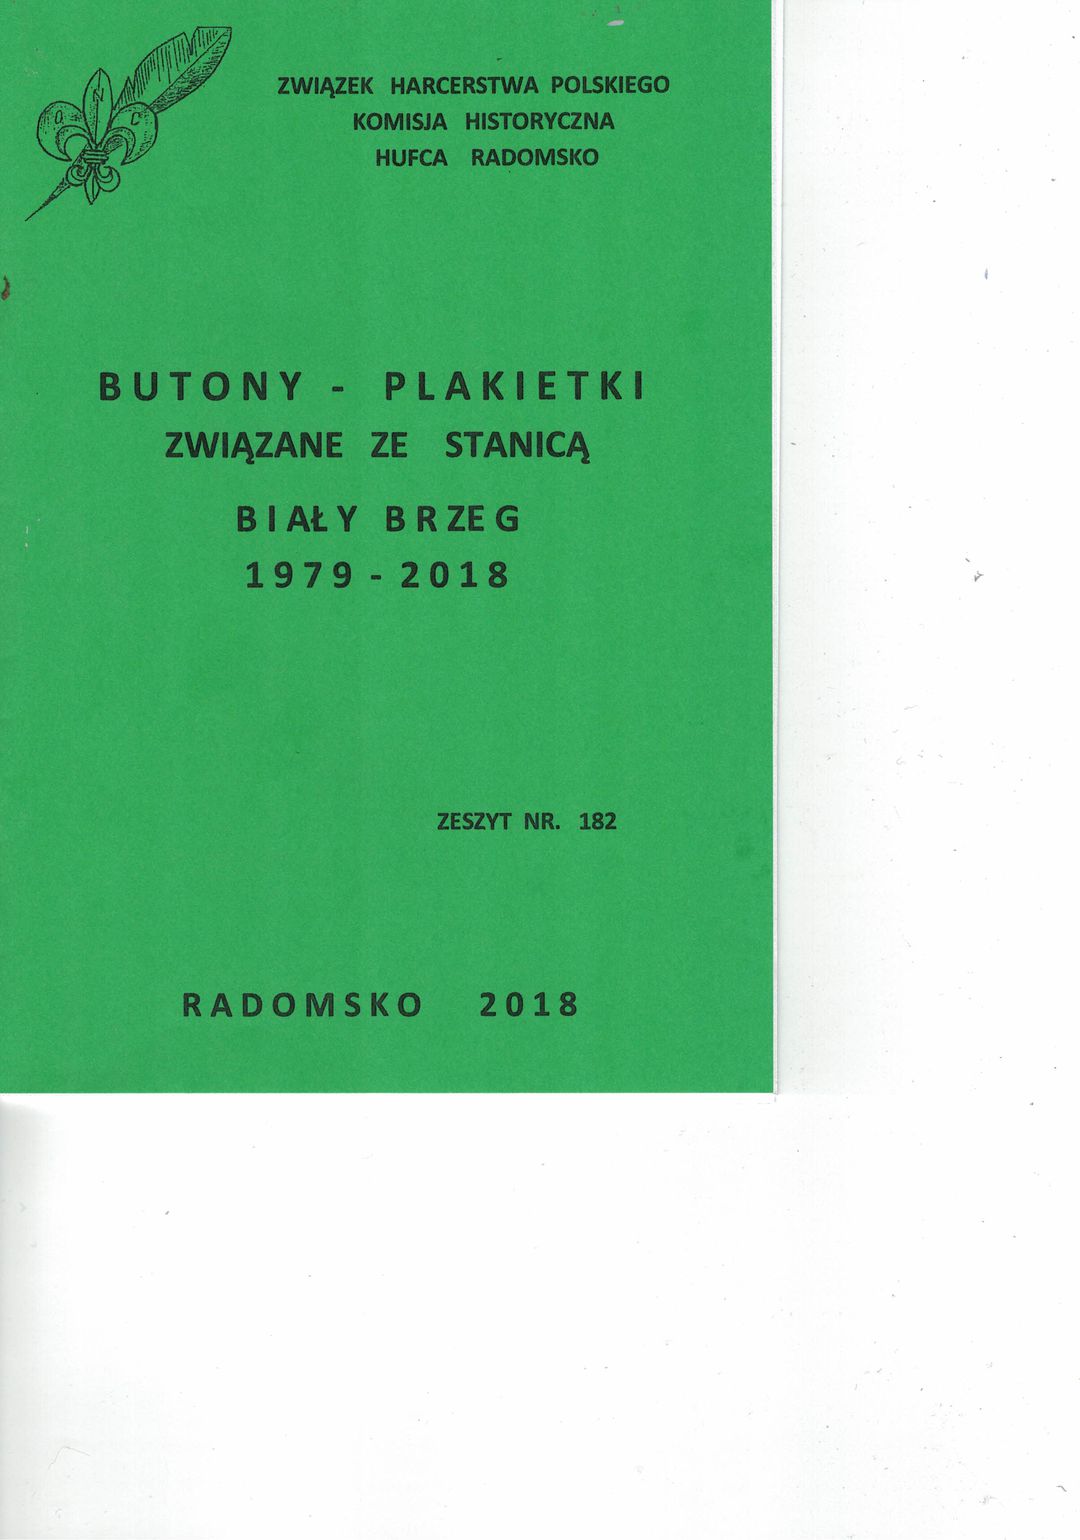 O N C
ZWIĄZEK HARCERSTWA POLSKIEGO
KOMISJA HISTORYCZNA
HUFCA RADOMSKO
BUTONY - PLAKIETKI
ZWIĄZANE ZE STANICĄ
BIAŁY BRZEG
1979 - 2018
ZESZYT NR. 182
RADOMSKO 2018